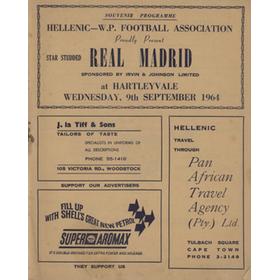 SOUVENIR PROGRAMME
HELLENIC—W.P. FOOTBALL ASSOCIATION
Proudly Present
STAR STUDDED REAL MADRID
SPONSORED BY IRVIN & JOHNSON LIMITED
at HARTLEYVALE
WEDNESDAY, 9th SEPTEMBER 1964
J. la Tiff & Sons
TAILORS OF TASTE
SPECIALISTS IN UNIFORMS OF
ALL DESCRIPTIONS
PHONE 55-1410
105 VICTORIA RD., WOODSTOCK
SUPPORT OUR ADVERTISERS
FILL UP
WITH SHELL'S GREAT NEW PETROL
SUPER AROMAX
THEY SUPPORT US
HELLENIC
TRAVEL
THROUGH
Pan
African
Travel
Agency
(Pty.) Ltd.
TULBACH SQUARE
CAPE TOWN
PHONE 3-2149